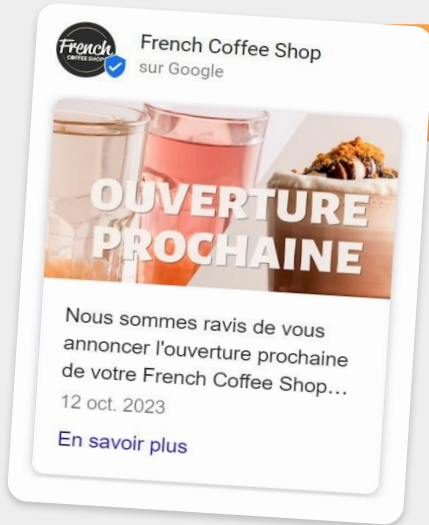 French
COFFEE SHOP
French Coffee Shop
sur Google
OUVERTURE
PROCHAINE
Nous sommes ravis de vous
annoncer l'ouverture prochaine
de votre French Coffee Shop...
12 oct. 2023
En savoir plus